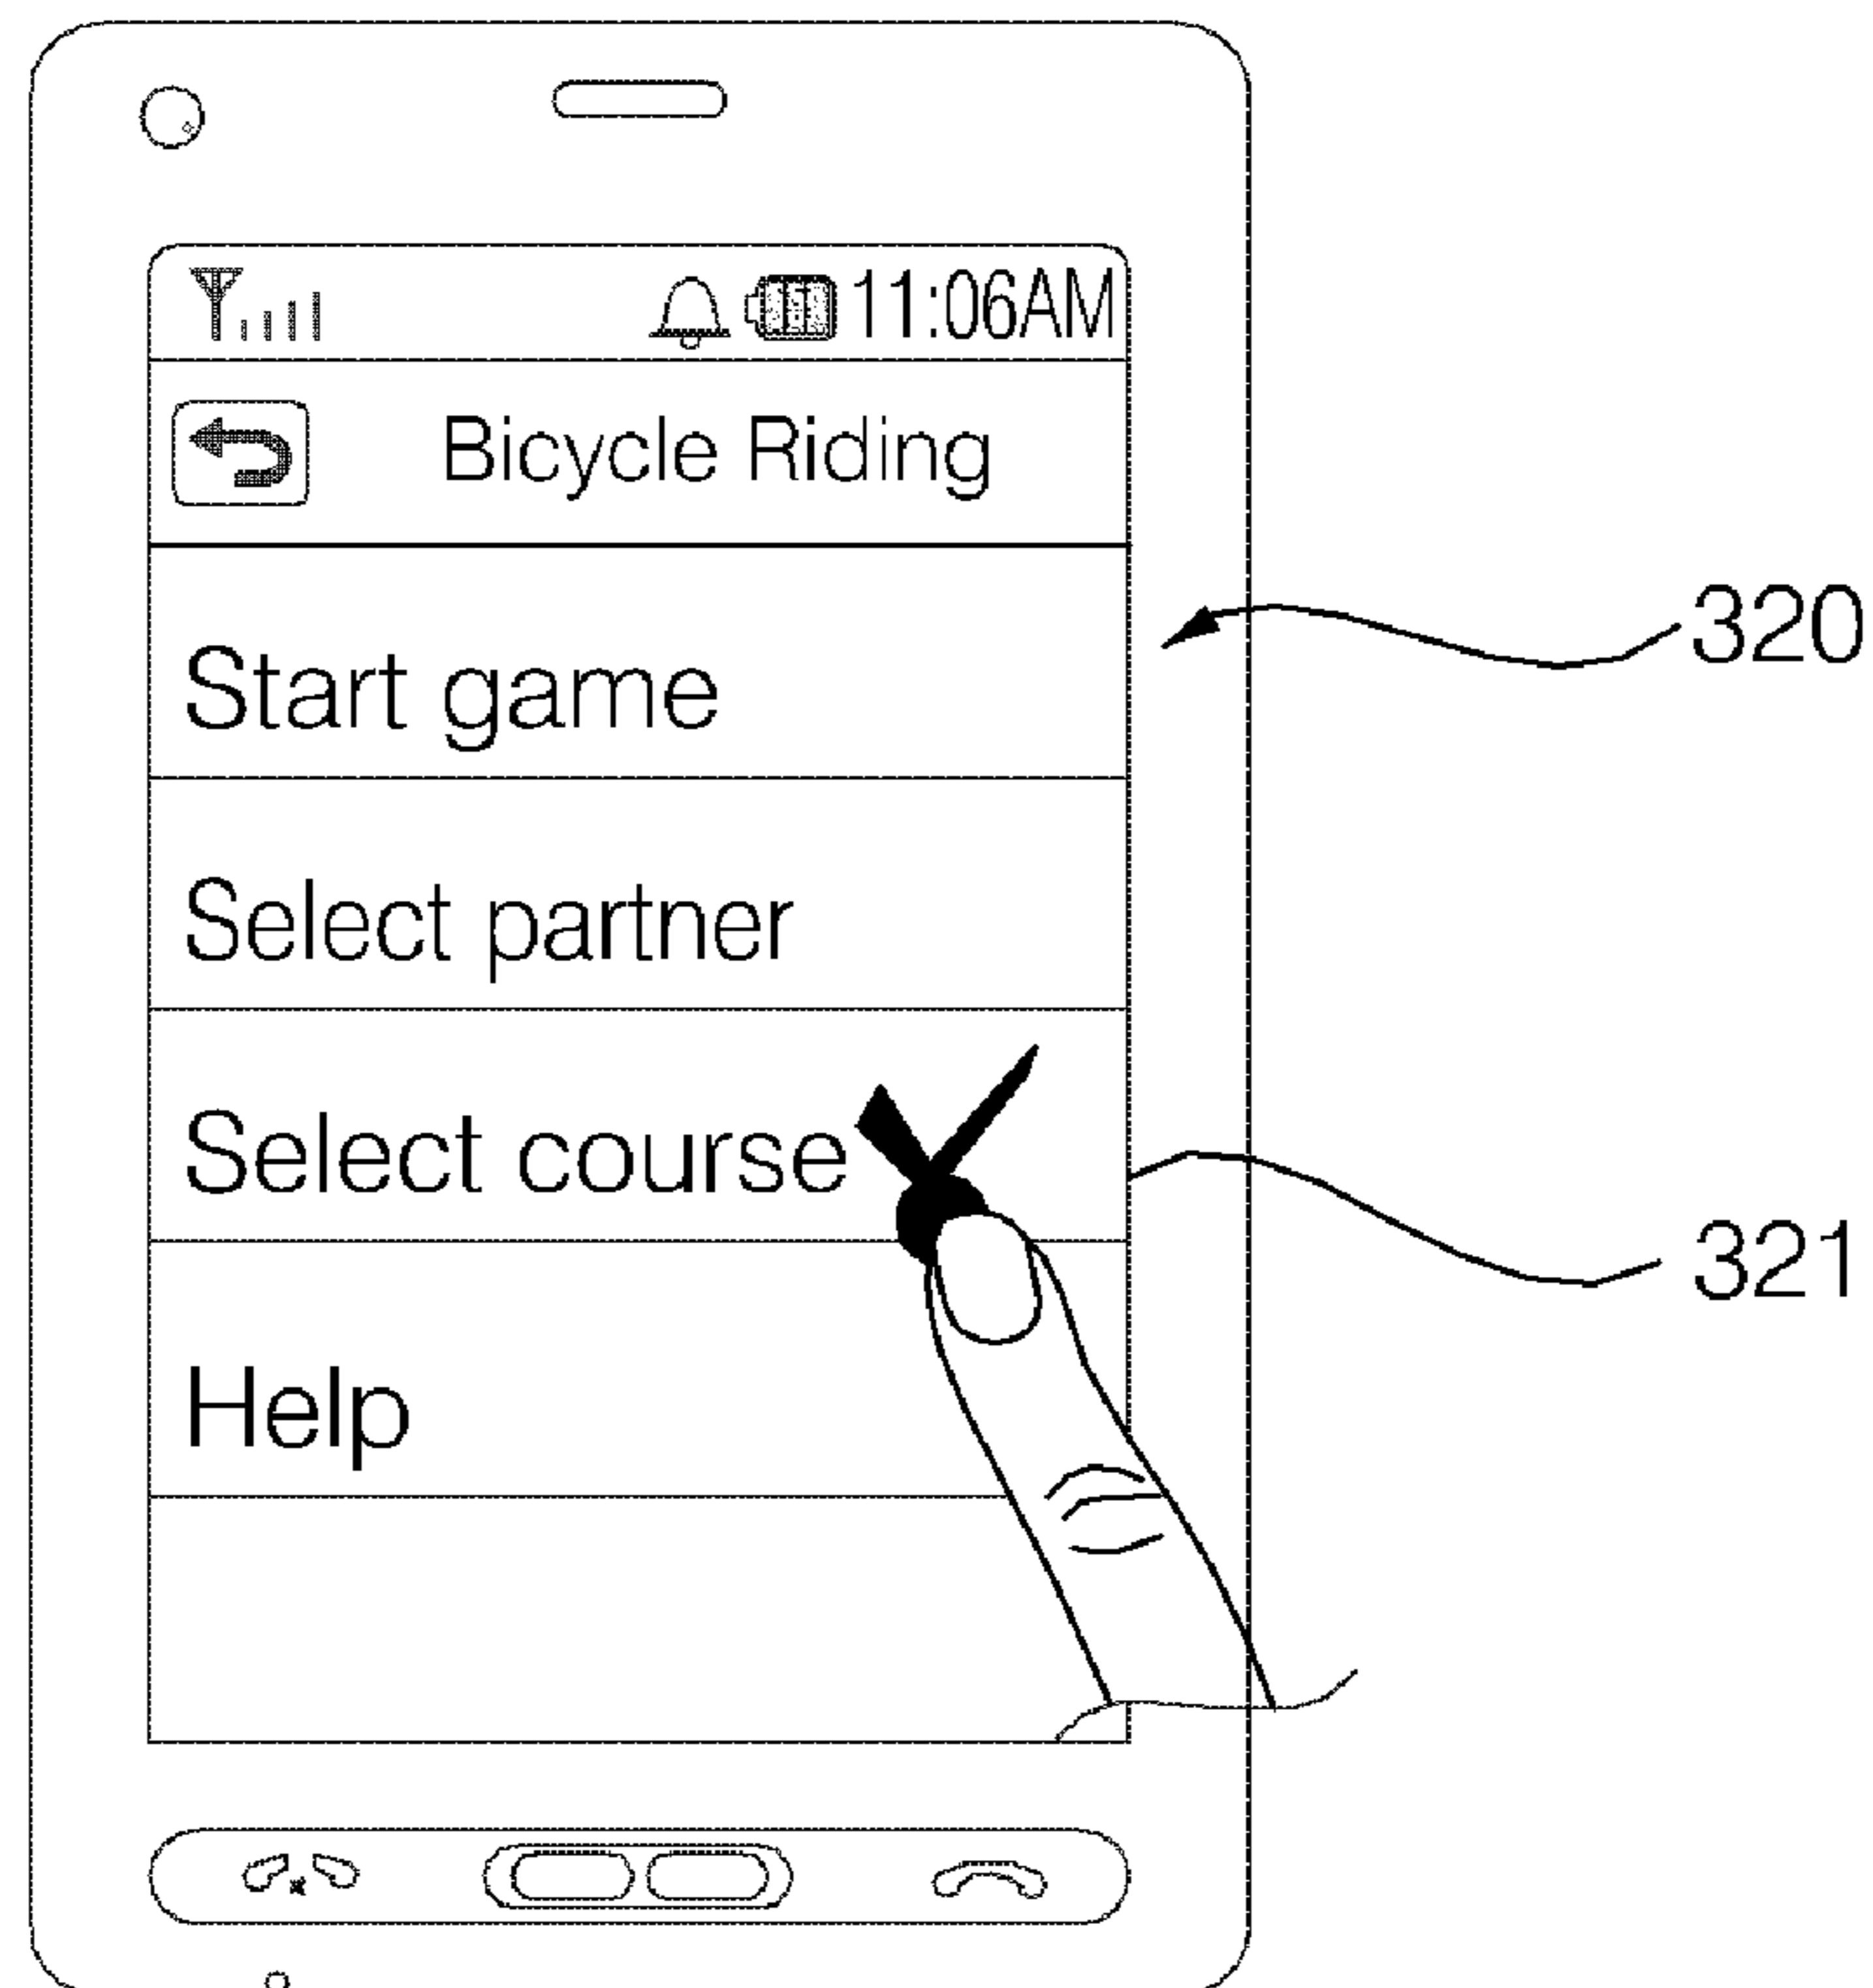 11:06AM
Bicycle Riding
320
Start game
Select partner
Select course
321
Help